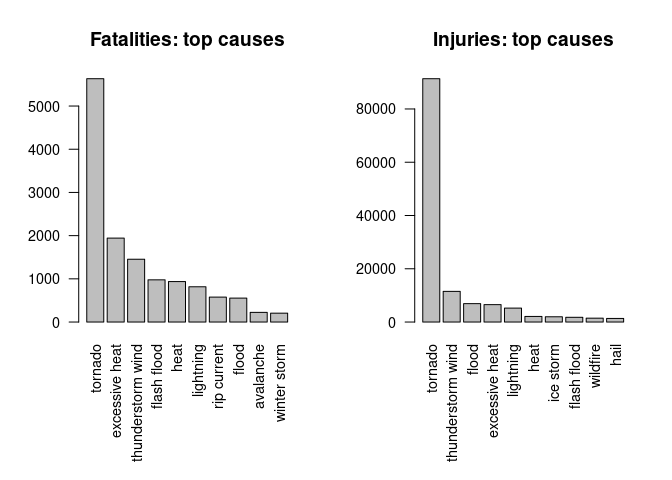 Fatalities: top causes
5000
4000
3000
2000
1000
0
tornado
excessive heat
thunderstorm wind
flash flood
heat
lightning
rip current
flood
avalanche
winter storm
Injuries: top causes
80000
60000
40000
20000
0
tornado
thunderstorm wind
flood
excessive heat
lightning
heat
ice storm
flash flood
wildfire
hail